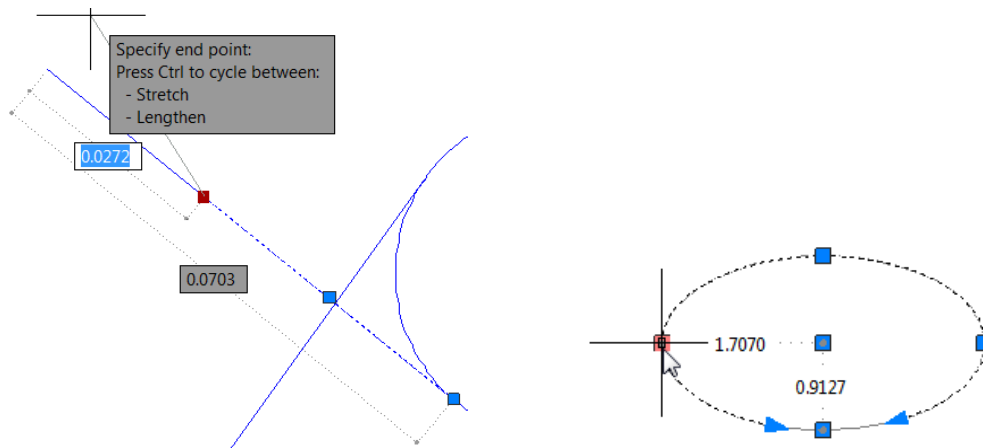 Specify end point:
Press Ctrl to cycle between:
- Stretch
- Lengthen
0.0272
0.0703
1.7070
0.9127